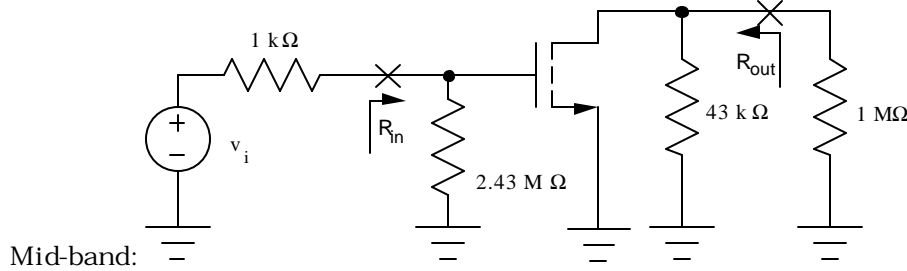 1 kΩ
R_in
v_i
2.43 M Ω
43 k Ω
R_out
1 MΩ
+
−
Mid-band: